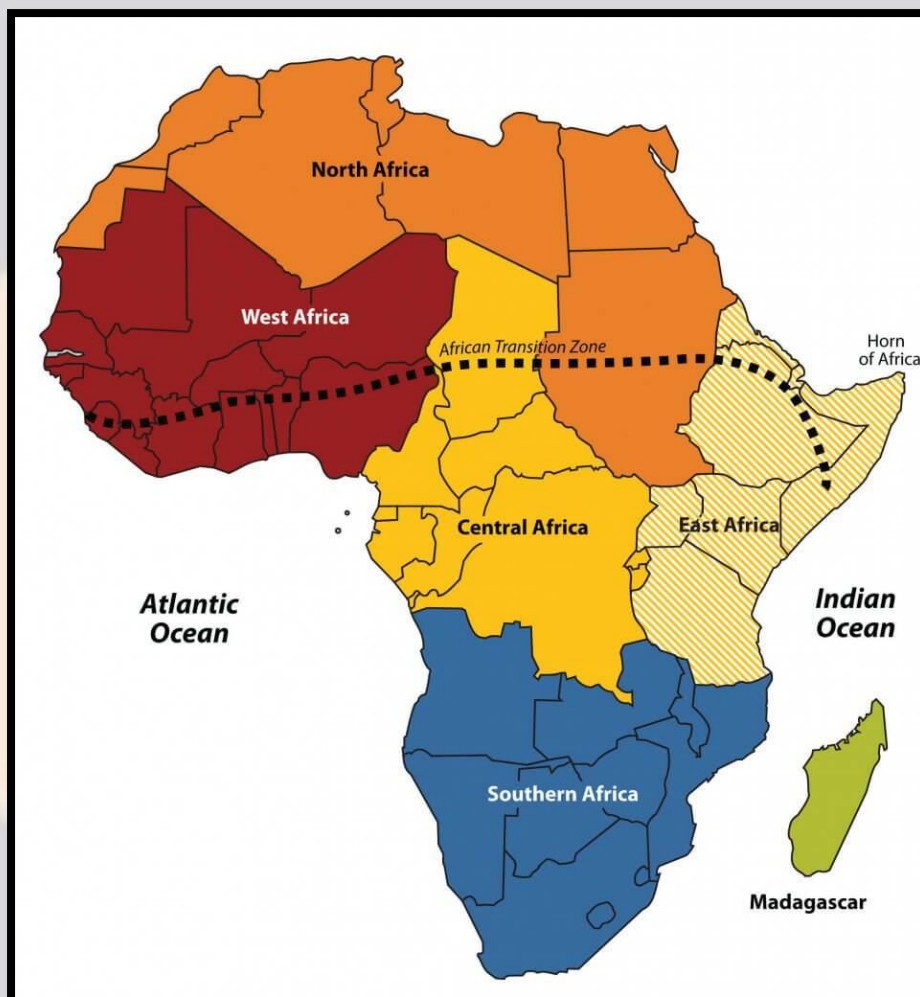 North Africa
West Africa
African Transition Zone
Horn
of Africa
Central Africa
East Africa
Atlantic
Ocean
Indian
Ocean
Southern Africa
Madagascar